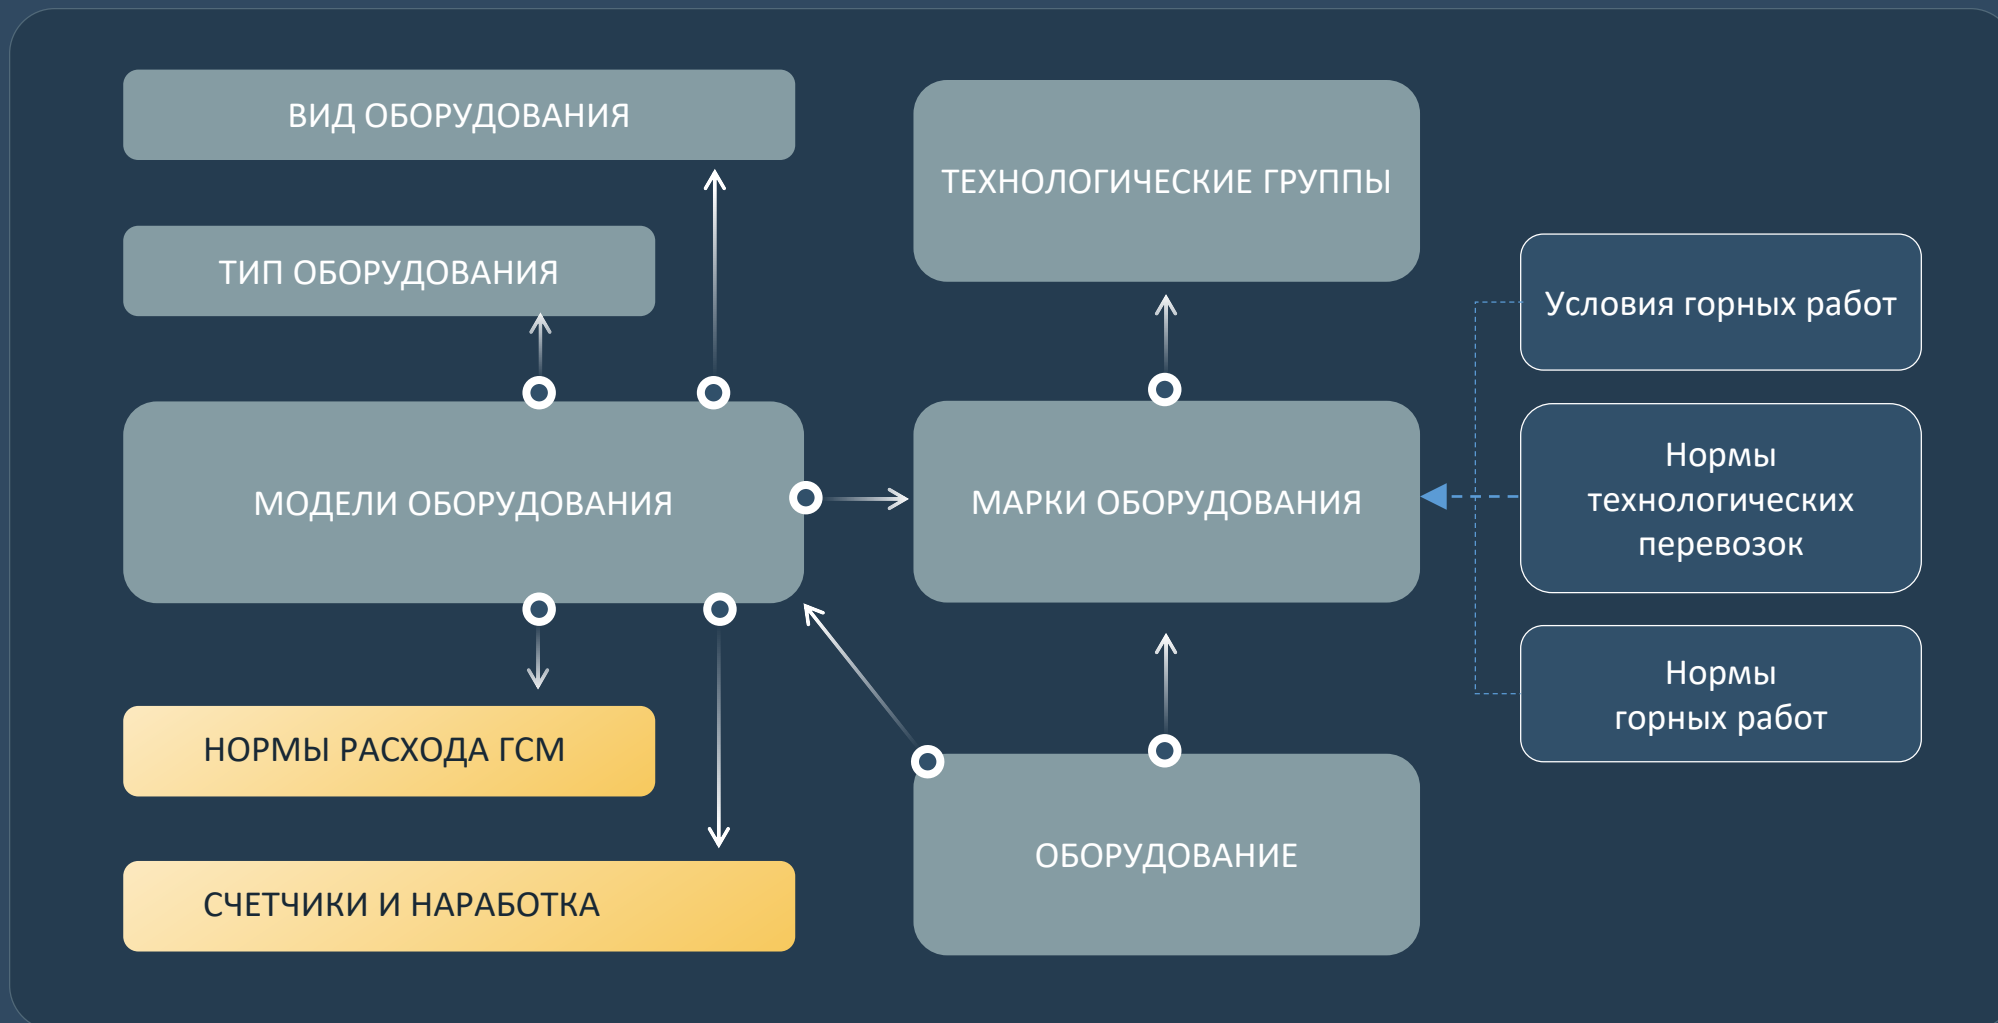 ВИД ОБОРУДОВАНИЯ
ТИП ОБОРУДОВАНИЯ
МОДЕЛИ ОБОРУДОВАНИЯ
НОРМЫ РАСХОДА ГСМ
СЧЕТЧИКИ И НАРАБОТКА
ТЕХНОЛОГИЧЕСКИЕ ГРУППЫ
МАРКИ ОБОРУДОВАНИЯ
ОБОРУДОВАНИЕ
Условия горных работ
Нормы
технологических
перевозок
Нормы
горных работ